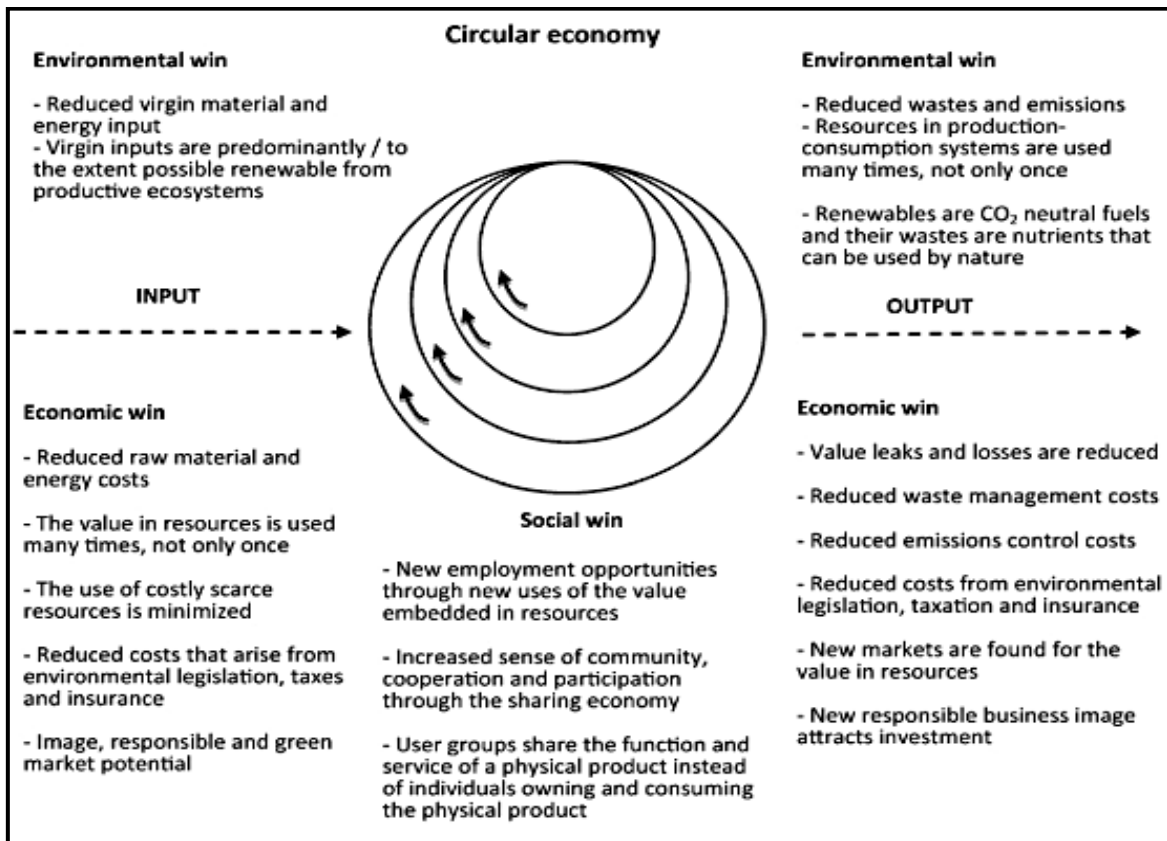 Circular economy
Environmental win
- Reduced virgin material and
energy input
- Virgin inputs are predominantly / to
the extent possible renewable from
productive ecosystems
INPUT
Economic win
- Reduced raw material and
energy costs
- The value in resources is used
many times, not only once
- The use of costly scarce
resources is minimized
- Reduced costs that arise from
environmental legislation, taxes
and insurance
- Image, responsible and green
market potential
Social win
- New employment opportunities
through new uses of the value
embedded in resources
- Increased sense of community,
cooperation and participation
through the sharing economy
- User groups share the function and
service of a physical product instead
of individuals owning and consuming
the physical product
Environmental win
- Reduced wastes and emissions
- Resources in production-
consumption systems are used
many times, not only once
- Renewables are CO₂ neutral fuels
and their wastes are nutrients that
can be used by nature
OUTPUT
Economic win
- Value leaks and losses are reduced
- Reduced waste management costs
- Reduced emissions control costs
- Reduced costs from environmental
legislation, taxation and insurance
- New markets are found for the
value in resources
- New responsible business image
attracts investment